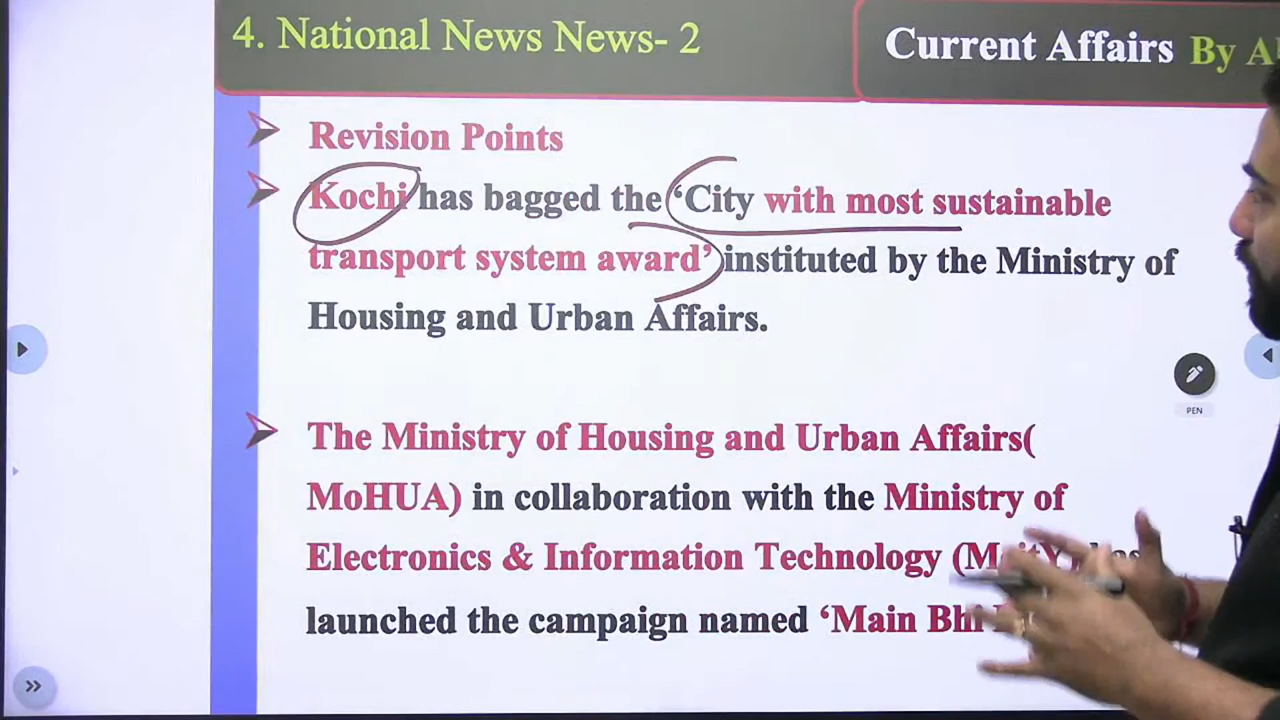 4. National News News- 2
Current Affairs By
Revision Points
Kochi has bagged the ‘City with most sustainable
transport system award’ instituted by the Ministry of
Housing and Urban Affairs.
PEN
The Ministry of Housing and Urban Affairs(
MoHUA) in collaboration with the Ministry of
Electronics & Information Technology
launched the campaign named ‘Main Bhi